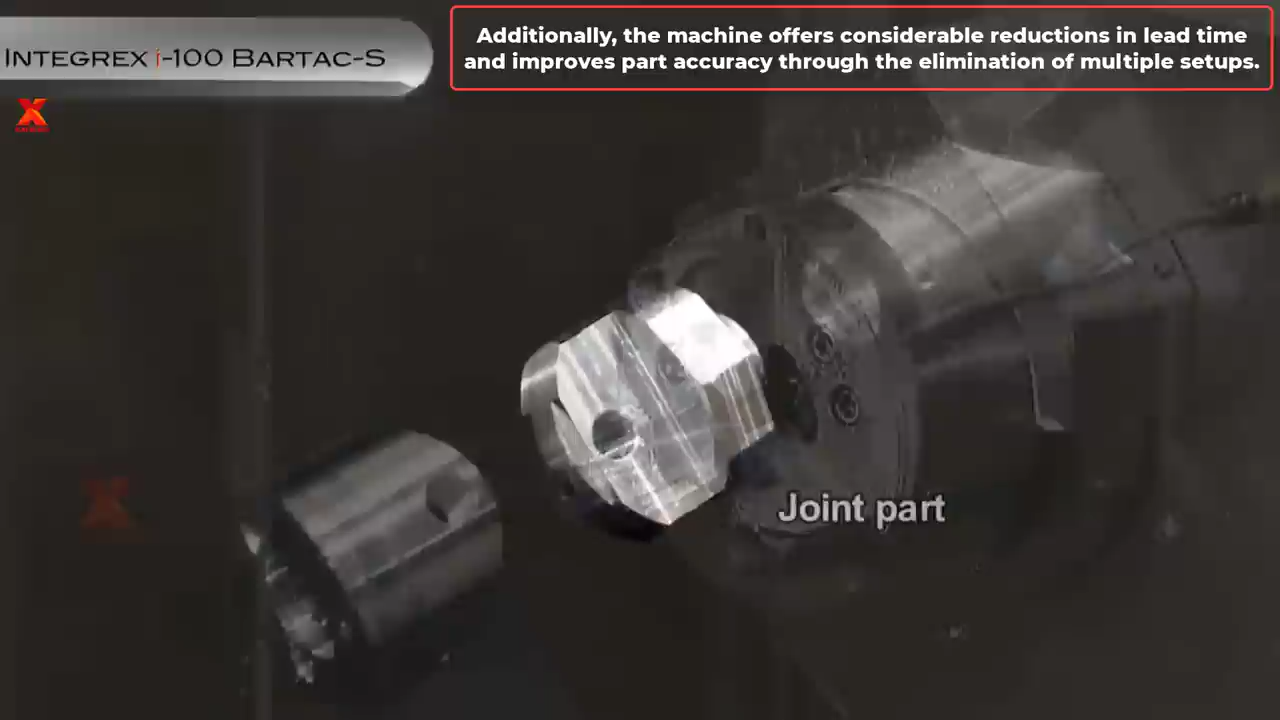 INTEGREX i-100 BARTAC-S
Additionally, the machine offers considerable reductions in lead time
and improves part accuracy through the elimination of multiple setups.
Joint part